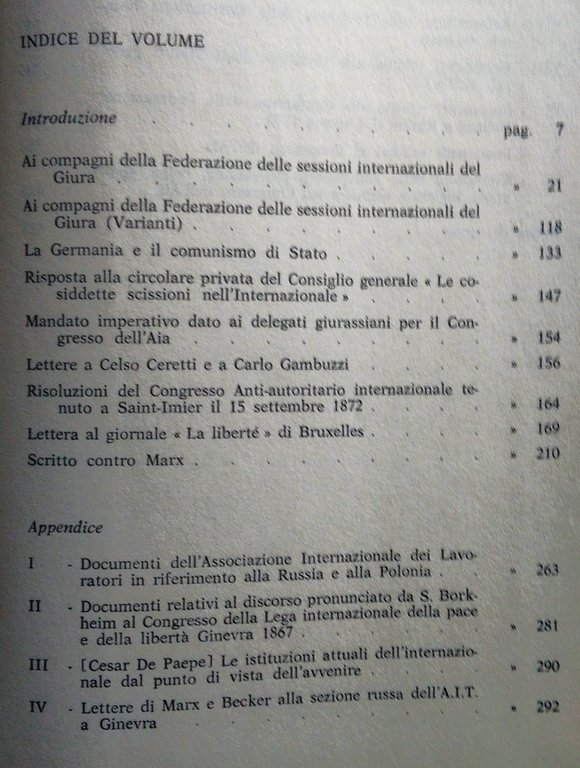 INDICE DEL VOLUME
Introduzione . . . . . . . . . pag. 7
Ai compagni della Federazione delle sessioni internazionali del
Giura . . . . . . . . . . » 21
Ai compagni della Federazione delle sessioni internazionali del
Giura (Varianti) . . . . . . . . » 118
La Germania e il comunismo di Stato . . . . . » 133
Risposta alla circolare privata del Consiglio generale « Le co-
siddette scissioni nell'Internazionale » . . . . » 147
Mandato imperativo dato ai delegati giurassiani per il Con-
gresso dell'Aia . . . . . . . . » 154
Lettere a Celso Ceretti e a Carlo Gambuzzi . . . . » 156
Risoluzioni del Congresso Anti-autoritario internazionale te-
nuto a Saint-Imier il 15 settembre 1872 . . . . » 164
Lettera al giornale « La liberté » di Bruxelles . . . . » 169
Scritto contro Marx . . . . . . . . » 210
Appendice
I - Documenti dell'Associazione Internazionale dei Lavo-
ratori in riferimento alla Russia e alla Polonia . . » 263
II - Documenti relativi al discorso pronunciato da S. Bork-
heim al Congresso della Lega internazionale della pace
e della libertà Ginevra 1867 . . . . . . » 281
III - [Cesar De Paepe] Le istituzioni attuali dell'internazio-
nale dal punto di vista dell'avvenire . . . . » 290
IV - Lettere di Marx e Becker alla sezione russa dell'A.I.T.
a Ginevra . . . . . . . . » 292